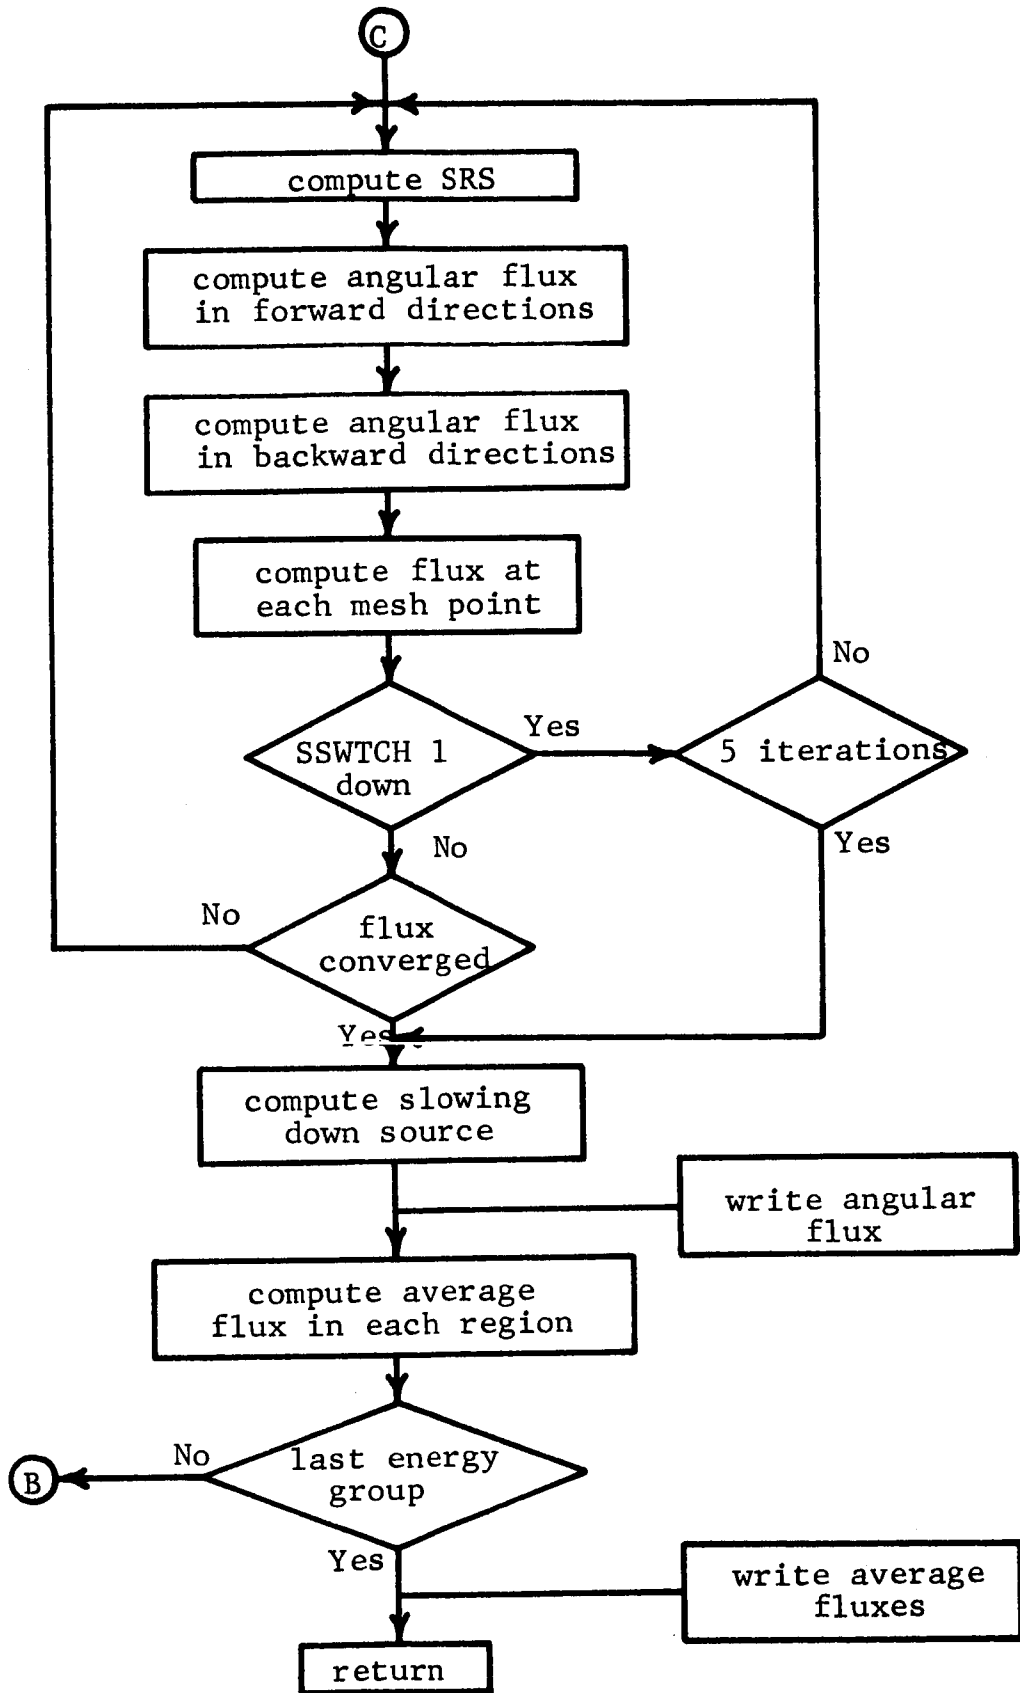 C
compute SRS
compute angular flux
in forward directions
compute angular flux
in backward directions
compute flux at
each mesh point
No
Yes
SSWTCH 1
down
5 iterations
Yes
No
No
flux
converged
Yes
compute slowing
down source
write angular
flux
compute average
flux in each region
No
last energy
group
B
Yes
write average
fluxes
return